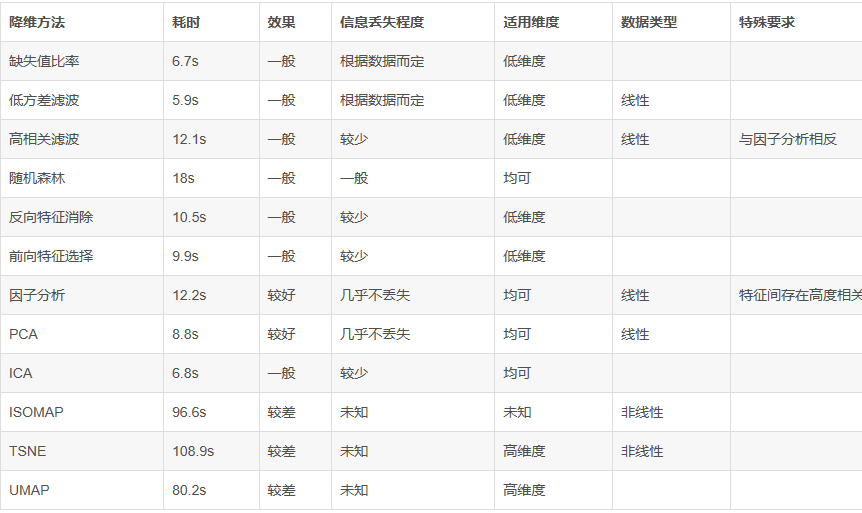 降维方法 耗时 效果 信息丢失程度 适用维度 数据类型 特殊要求
缺失值比率 6.7s 一般 根据数据而定 低维度
低方差滤波 5.9s 一般 根据数据而定 低维度 线性
高相关滤波 12.1s 一般 较少 低维度 线性 与因子分析相反
随机森林 18s 一般 一般 均可
反向特征消除 10.5s 一般 较少 低维度
前向特征选择 9.9s 一般 较少 低维度
因子分析 12.2s 较好 几乎不丢失 均可 线性 特征间存在高度相关
PCA 8.8s 较好 几乎不丢失 均可 线性
ICA 6.8s 一般 较少 均可
ISOMAP 96.6s 较差 未知 未知 非线性
TSNE 108.9s 较差 未知 高维度 非线性
UMAP 80.2s 较差 未知 高维度